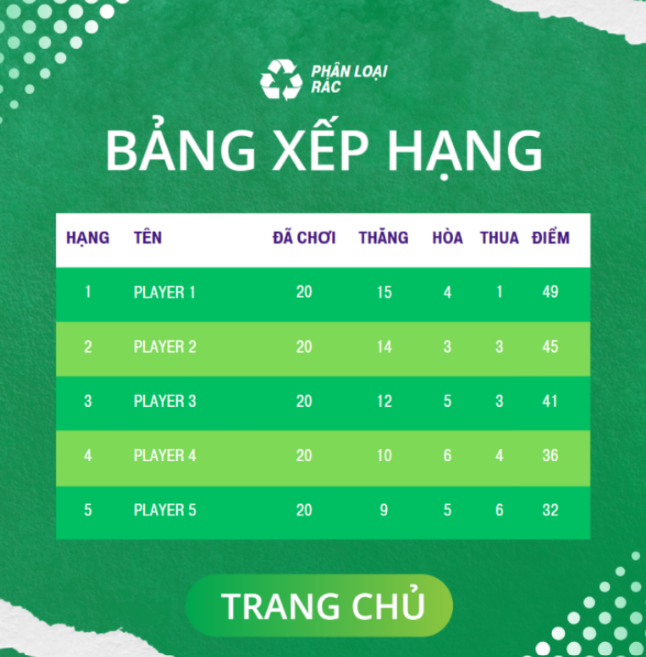 PHÂN LOẠI
RÁC
BẢNG XẾP HẠNG
HẠNG TÊN ĐÃ CHƠI THẮNG HÒA THUA ĐIỂM
1 PLAYER 1 20 15 4 1 49
2 PLAYER 2 20 14 3 3 45
3 PLAYER 3 20 12 5 3 41
4 PLAYER 4 20 10 6 4 36
5 PLAYER 5 20 9 5 6 32
TRANG CHỦ